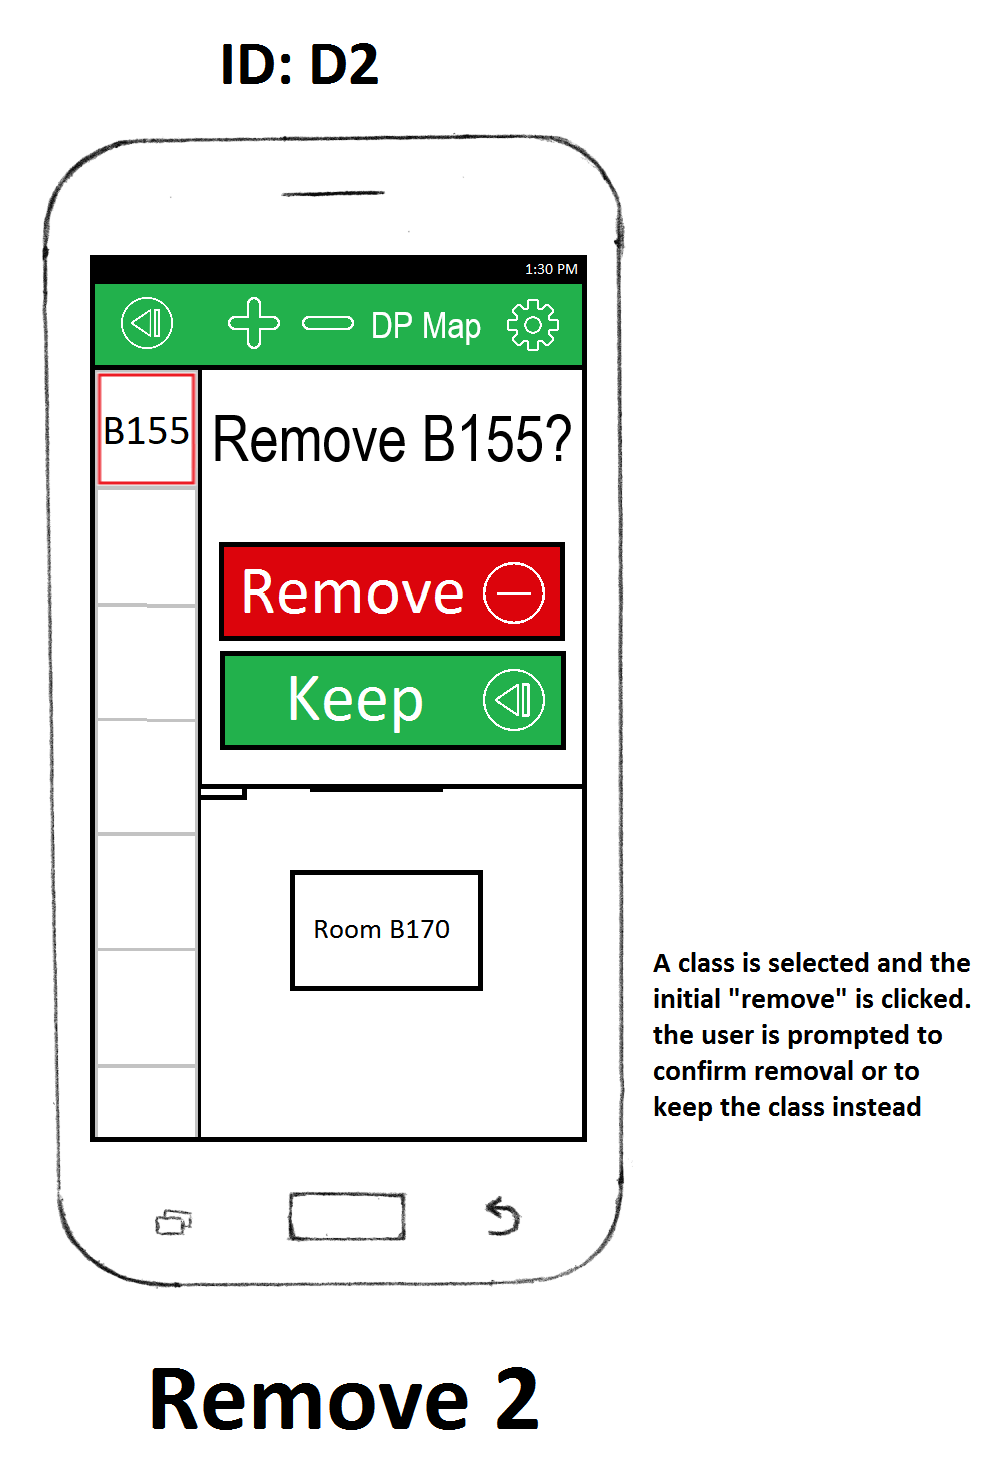 ID: D2
1:30 PM
DP Map
B155
Remove B155?
Remove
Keep
Room B170
A class is selected and the
initial "remove" is clicked.
the user is prompted to
confirm removal or to
keep the class instead
Remove 2